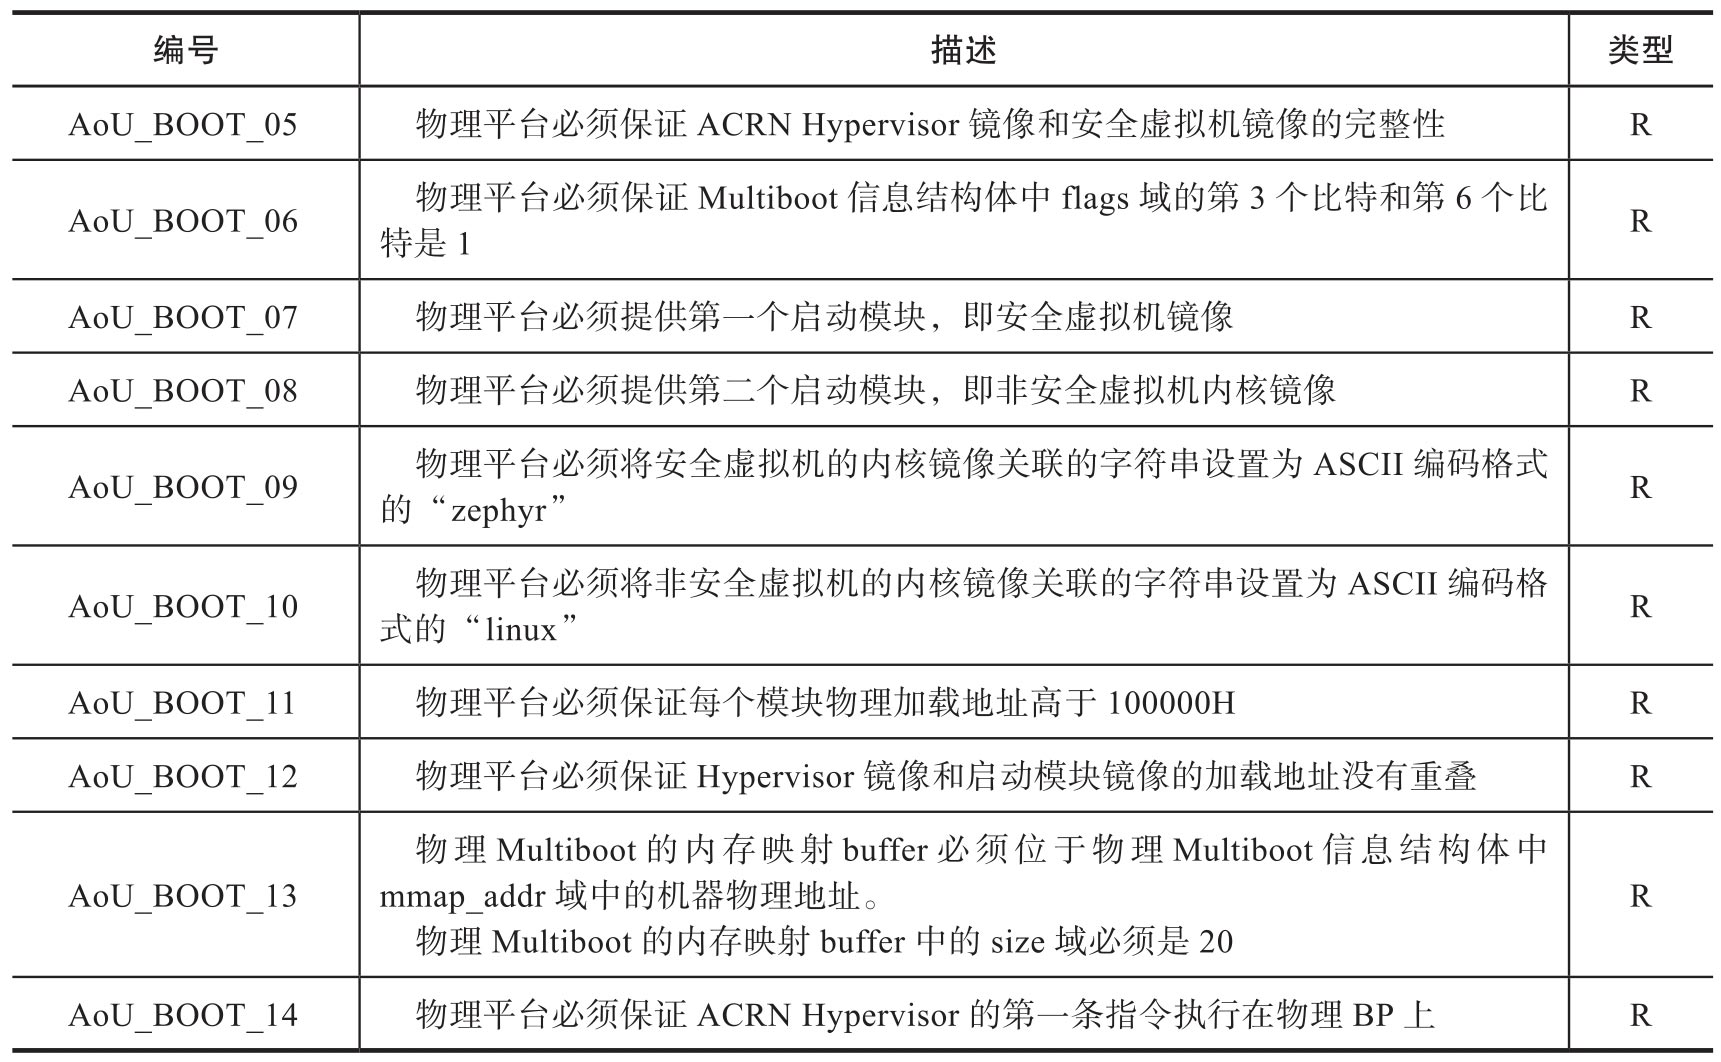 编号 描述 类型
AoU_BOOT_05 物理平台必须保证 ACRN Hypervisor 镜像和安全虚拟机镜像的完整性 R
物理平台必须保证 Multiboot 信息结构体中 flags 域的第 3 个比特和第 6 个比
AoU_BOOT_06 R
特是 1
AoU_BOOT_07 物理平台必须提供第一个启动模块，即安全虚拟机镜像 R
AoU_BOOT_08 物理平台必须提供第二个启动模块，即非安全虚拟机内核镜像 R
物理平台必须将安全虚拟机的内核镜像关联的字符串设置为 ASCII 编码格式
AoU_BOOT_09 R
的“zephyr”
物理平台必须将非安全虚拟机的内核镜像关联的字符串设置为 ASCII 编码格
AoU_BOOT_10 R
式的“linux”
AoU_BOOT_11 物理平台必须保证每个模块物理加载地址高于 100000H R
AoU_BOOT_12 物理平台必须保证 Hypervisor 镜像和启动模块镜像的加载地址没有重叠 R
物理 Multiboot 的内存映射 buffer 必须位于物理 Multiboot 信息结构体中
AoU_BOOT_13 mmap_addr 域中的机器物理地址。 R
物理 Multiboot 的内存映射 buffer 中的 size 域必须是 20
AoU_BOOT_14 物理平台必须保证 ACRN Hypervisor 的第一条指令执行在物理 BP 上 R